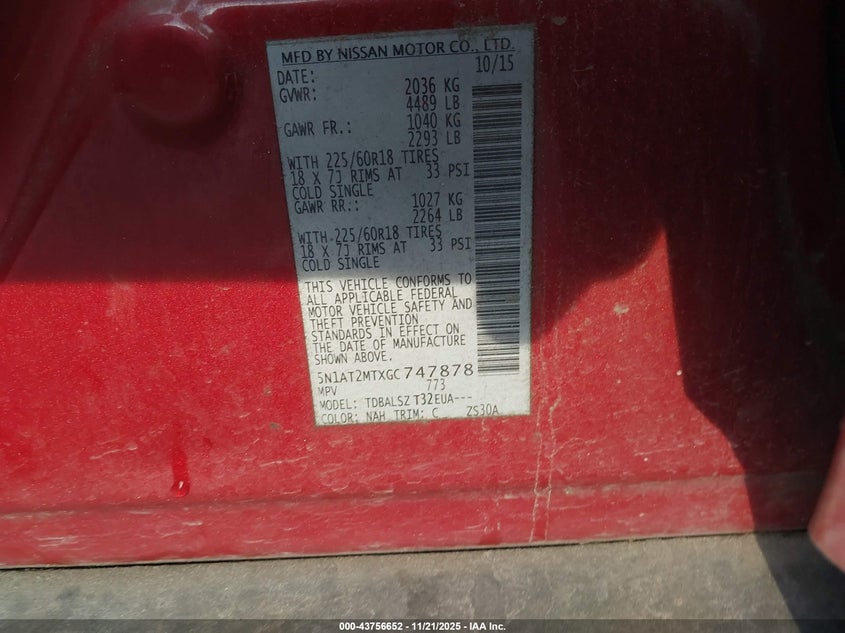 MFD BY NISSAN MOTOR CO., LTD.
DATE: 10/15
GVWR: 2036 KG
4489 LB
GAWR FR.: 1040 KG
2293 LB
WITH 225/60R18 TIRES
18 X 7J RIMS AT 33 PSI
COLD SINGLE
GAWR RR.: 1027 KG
2264 LB
WITH 225/60R18 TIRES
18 X 7J RIMS AT 33 PSI
COLD SINGLE
THIS VEHICLE CONFORMS TO
ALL APPLICABLE FEDERAL
MOTOR VEHICLE SAFETY AND
THEFT PREVENTION
STANDARDS IN EFFECT ON
THE DATE OF MANUFACTURE
SHOWN ABOVE.
5N1AT2MTXGC747878
MPV 773
MODEL: TDBALSZ T32EUA---
COLOR: NAH TRIM: C ZS30A
000-43756652 - 11/21/2025 - IAA Inc.